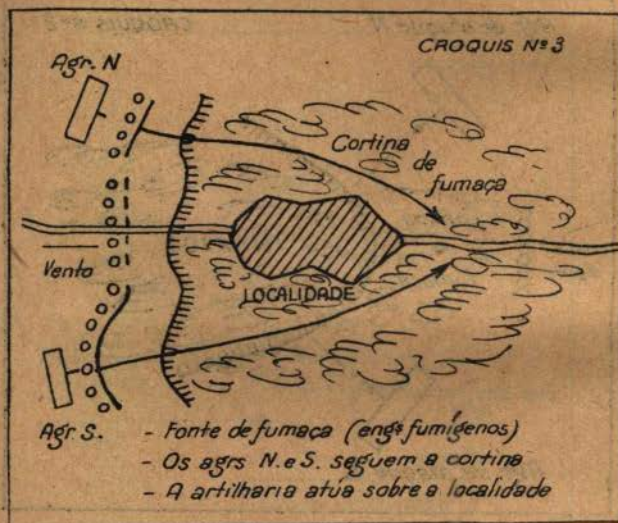 CROQUIS Nº 3
Agr. N
Cortina
de
fumaça
Vento
LOCALIDADE
Agr. S.
- Fonte de fumaça (engs fumígenos)
- Os agrs N. e S. seguem a cortina
- A artilharia atúa sobre a localidade